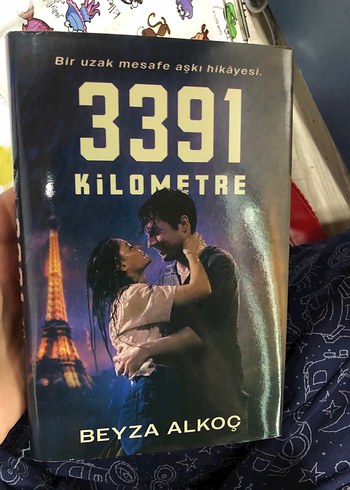 Bir uzak mesafe aşkı hikâyesi.
3391
KiLOMETRE
BEYZA ALKOÇ